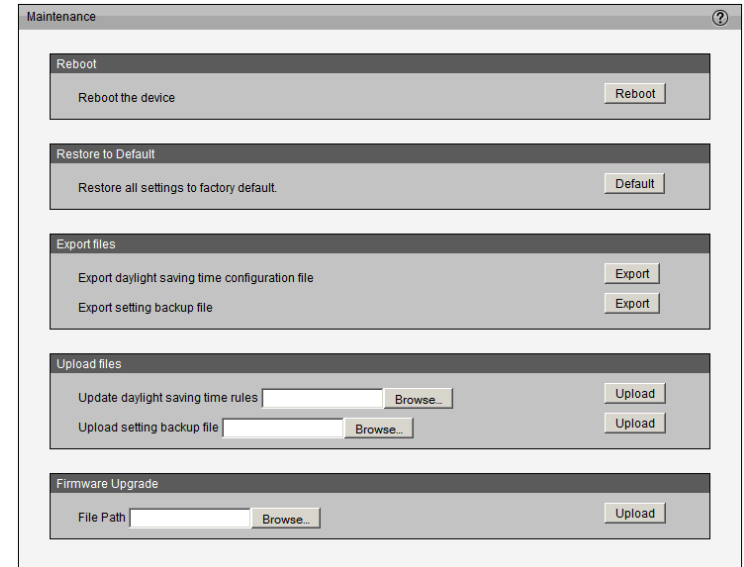 Maintenance ?
Reboot
Reboot the device Reboot
Restore to Default
Restore all settings to factory default. Default
Export files
Export daylight saving time configuration file Export
Export setting backup file Export
Upload files
Update daylight saving time rules Browse... Upload
Upload setting backup file Browse... Upload
Firmware Upgrade
File Path Browse... Upload